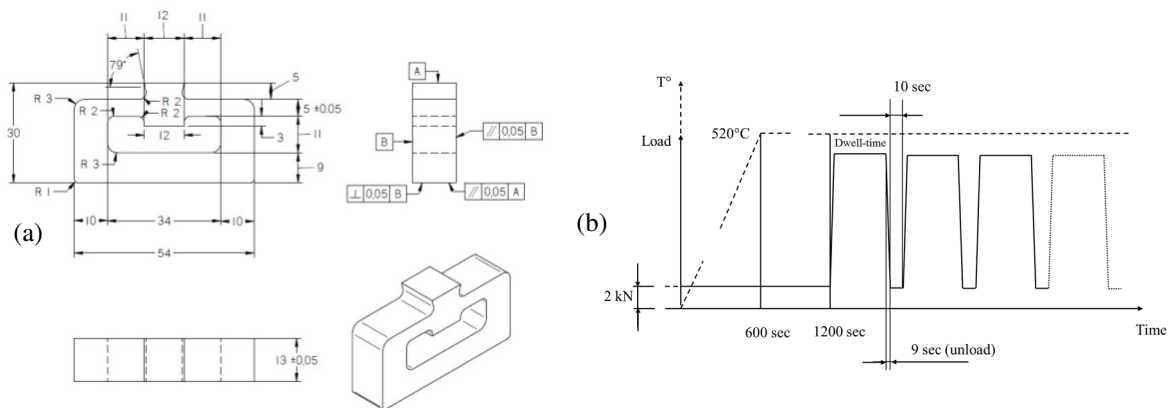 11
12
11
79°
5
R 3
R 2
R 2
R 2
5 ±0.05
30
11
12
3
R 3
9
R 1
10
34
10
54
(a)
A
B
// 0,05 B
⊥ 0,05 B
// 0,05 A
13 ±0,05
(b)
T°
10 sec
520°C
Load
Dwell-time
2 kN
600 sec
1200 sec
Time
9 sec (unload)